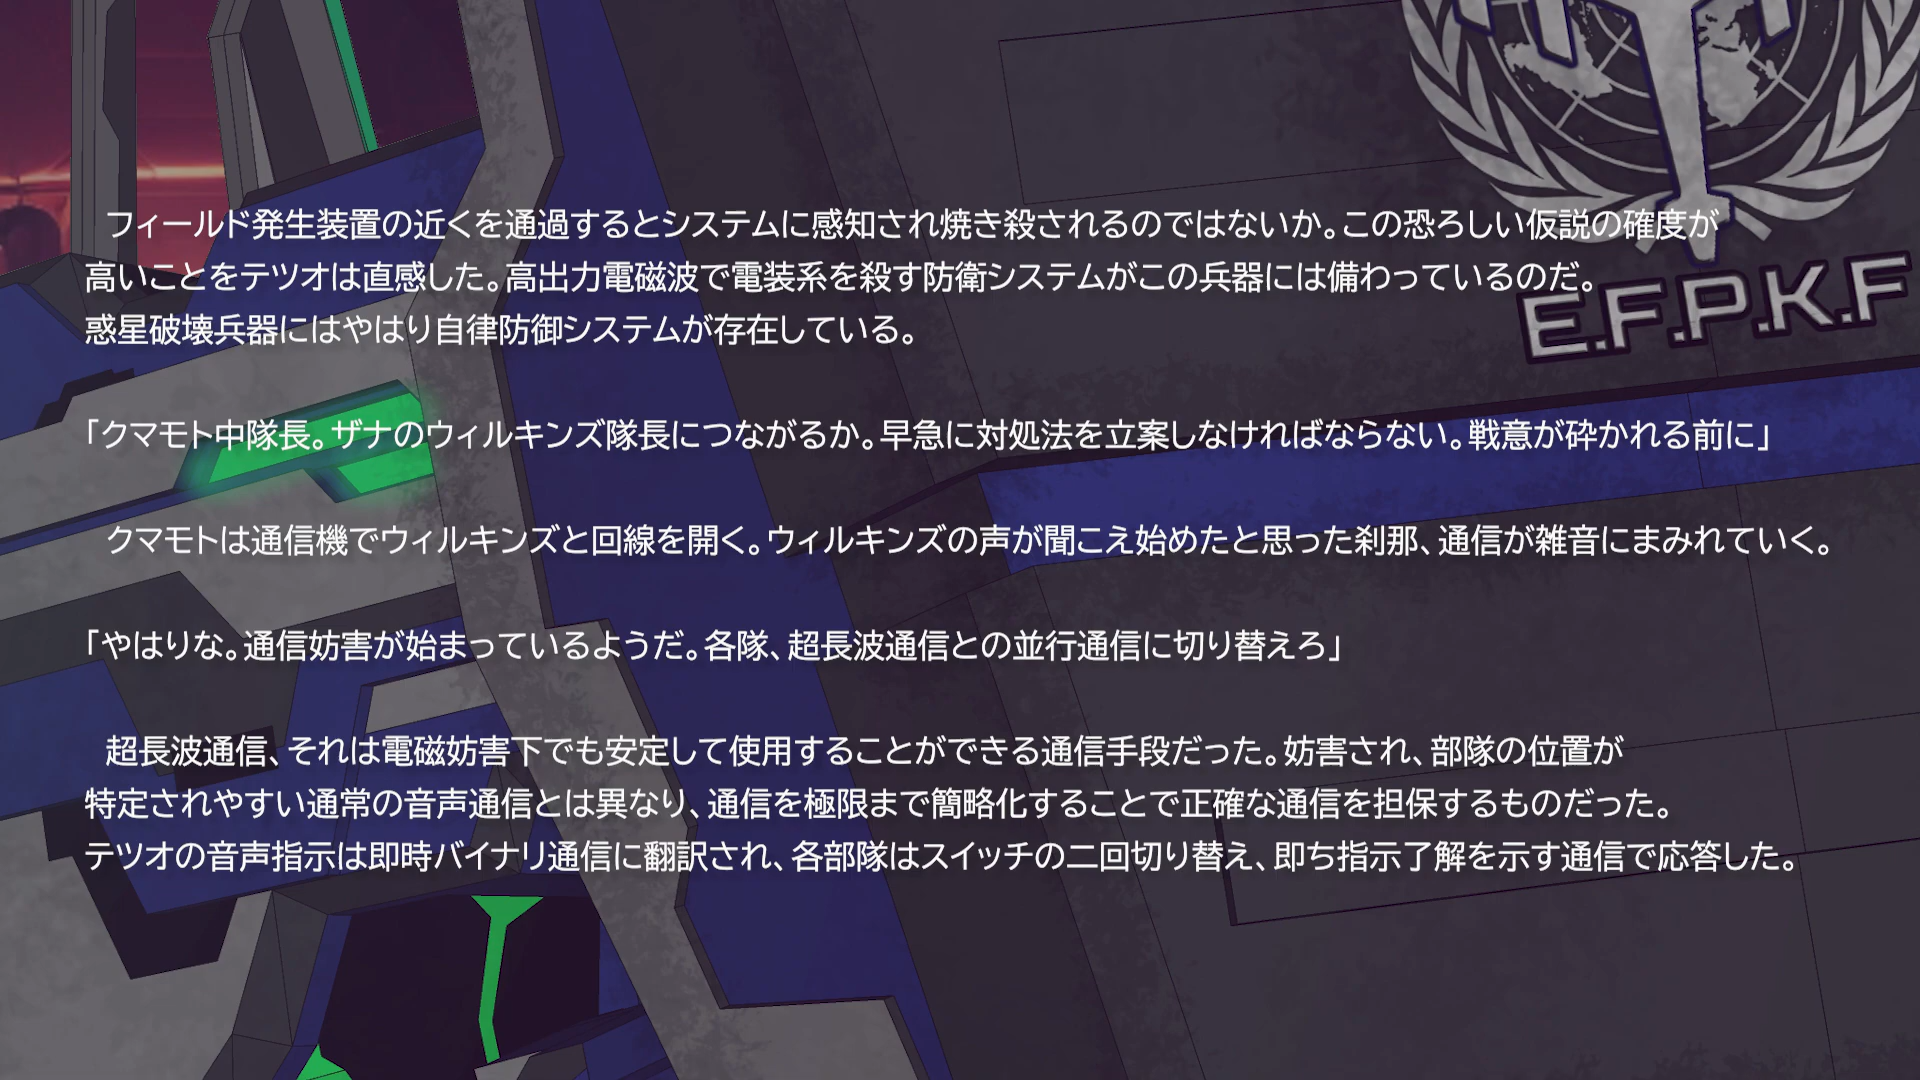 E.F.P.K.F
フィールド発生装置の近くを通過するとシステムに感知され焼き殺されるのではないか。この恐ろしい仮説の確度が
高いことをテツオは直感した。高出力電磁波で電装系を殺す防衛システムがこの兵器には備わっているのだ。
惑星破壊兵器にはやはり自律防御システムが存在している。
「クマモト中隊長。ザナのウィルキンズ隊長につながるか。早急に対処法を立案しなければならない。戦意が砕かれる前に」
クマモトは通信機でウィルキンズと回線を開く。ウィルキンズの声が聞こえ始めたと思った刹那、通信が雑音にまみれていく。
「やはりな。通信妨害が始まっているようだ。各隊、超長波通信との並行通信に切り替えろ」
超長波通信、それは電磁妨害下でも安定して使用することができる通信手段だった。妨害され、部隊の位置が
特定されやすい通常の音声通信とは異なり、通信を極限まで簡略化することで正確な通信を担保するものだった。
テツオの音声指示は即時バイナリ通信に翻訳され、各部隊はスイッチの二回切り替え、即ち指示了解を示す通信で応答した。